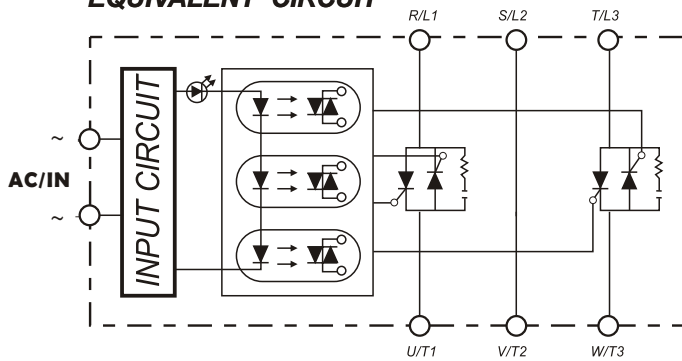 EQUIVALENT CIRCUIT
R/L1 S/L2 T/L3
INPUT CIRCUIT
~
AC/IN
~
U/T1 V/T2 W/T3